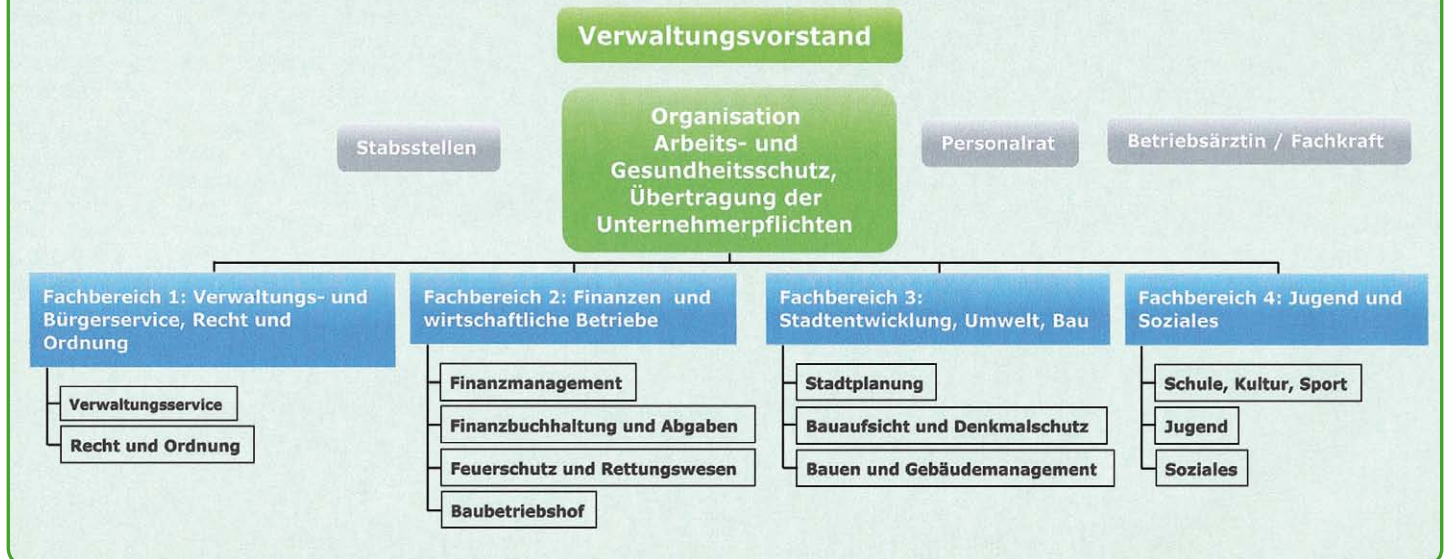 Verwaltungsvorstand
Organisation
Arbeits- und
Gesundheitsschutz,
Übertragung der
Unternehmerpflichten
Stabsstellen
Personalrat
Betriebsärztin / Fachkraft
Fachbereich 1: Verwaltungs- und
Bürgerservice, Recht und
Ordnung
Verwaltungsservice
Recht und Ordnung
Fachbereich 2: Finanzen und
wirtschaftliche Betriebe
Finanzmanagement
Finanzbuchhaltung und Abgaben
Feuerschutz und Rettungswesen
Baubetriebshof
Fachbereich 3:
Stadtentwicklung, Umwelt, Bau
Stadtplanung
Bauaufsicht und Denkmalschutz
Bauen und Gebäudemanagement
Fachbereich 4: Jugend und
Soziales
Schule, Kultur, Sport
Jugend
Soziales